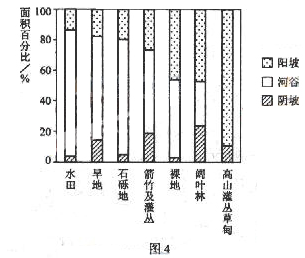 面积百分比/%
100
80
60
40
20
0
水田
旱地
石砾地
箭竹及灌丛
裸地
阔叶林
高山灌丛草甸
阳坡
河谷
阴坡
图4